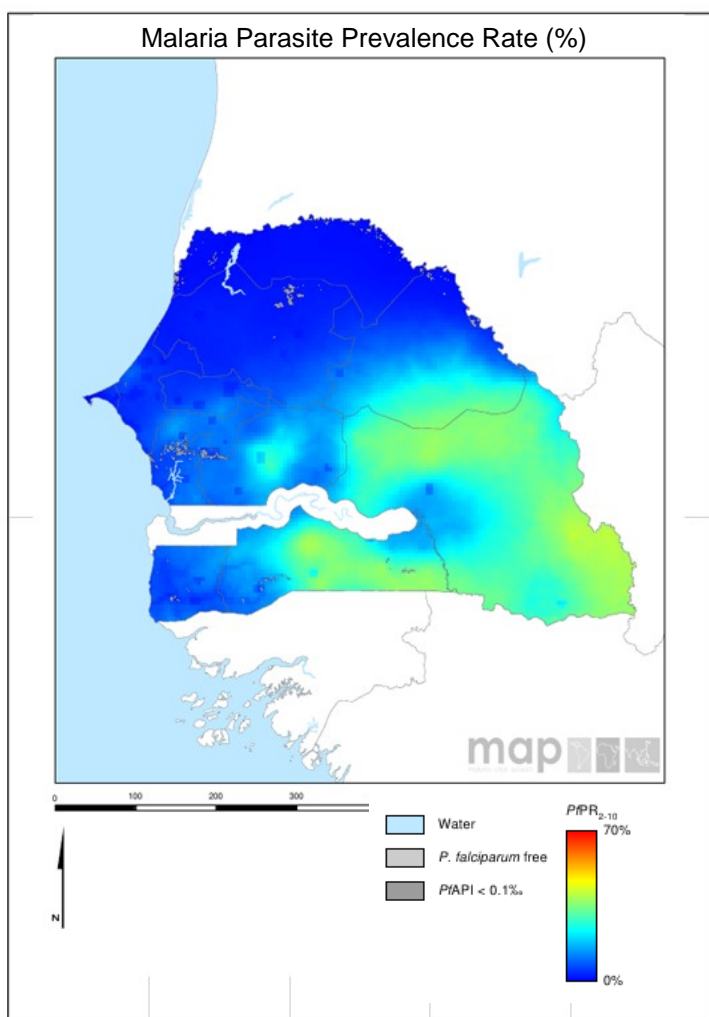 Malaria Parasite Prevalence Rate (%)
map
0 100 200 300
N
Water
P. falciparum free
PfAPI < 0.1‰
PfPR2-10
70%
0%